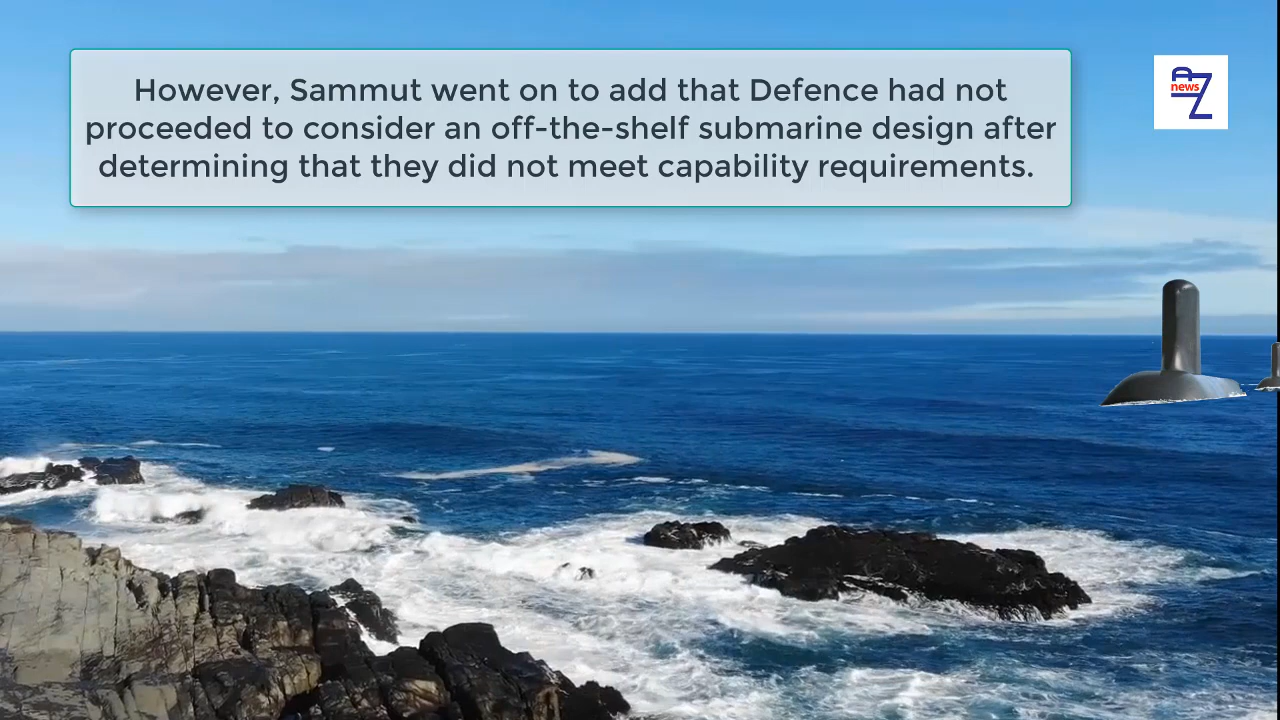 However, Sammut went on to add that Defence had not
proceeded to consider an off-the-shelf submarine design after
determining that they did not meet capability requirements.
AZ
news